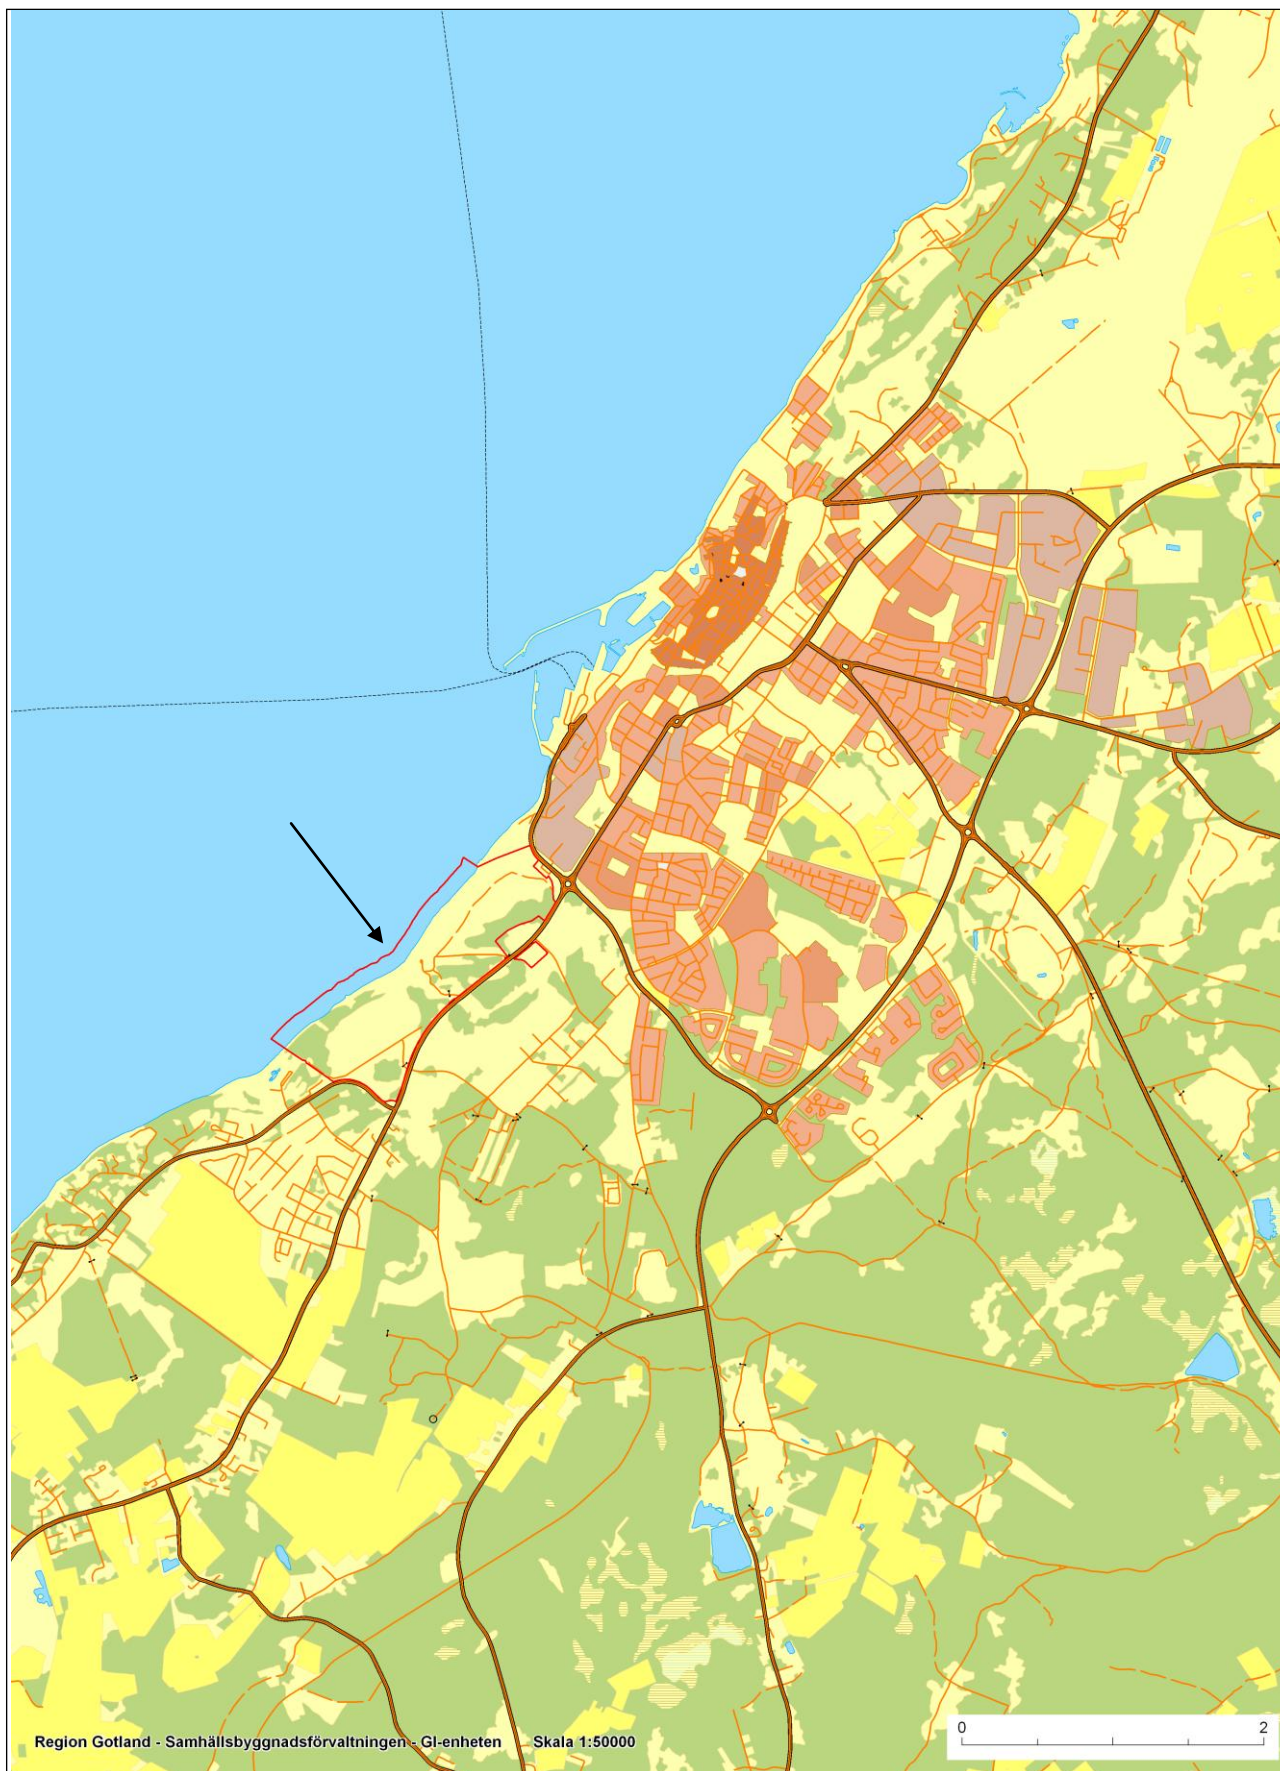 Region Gotland - Samhällsbyggnadsförvaltningen - GI-enheten Skala 1:50000
0 2